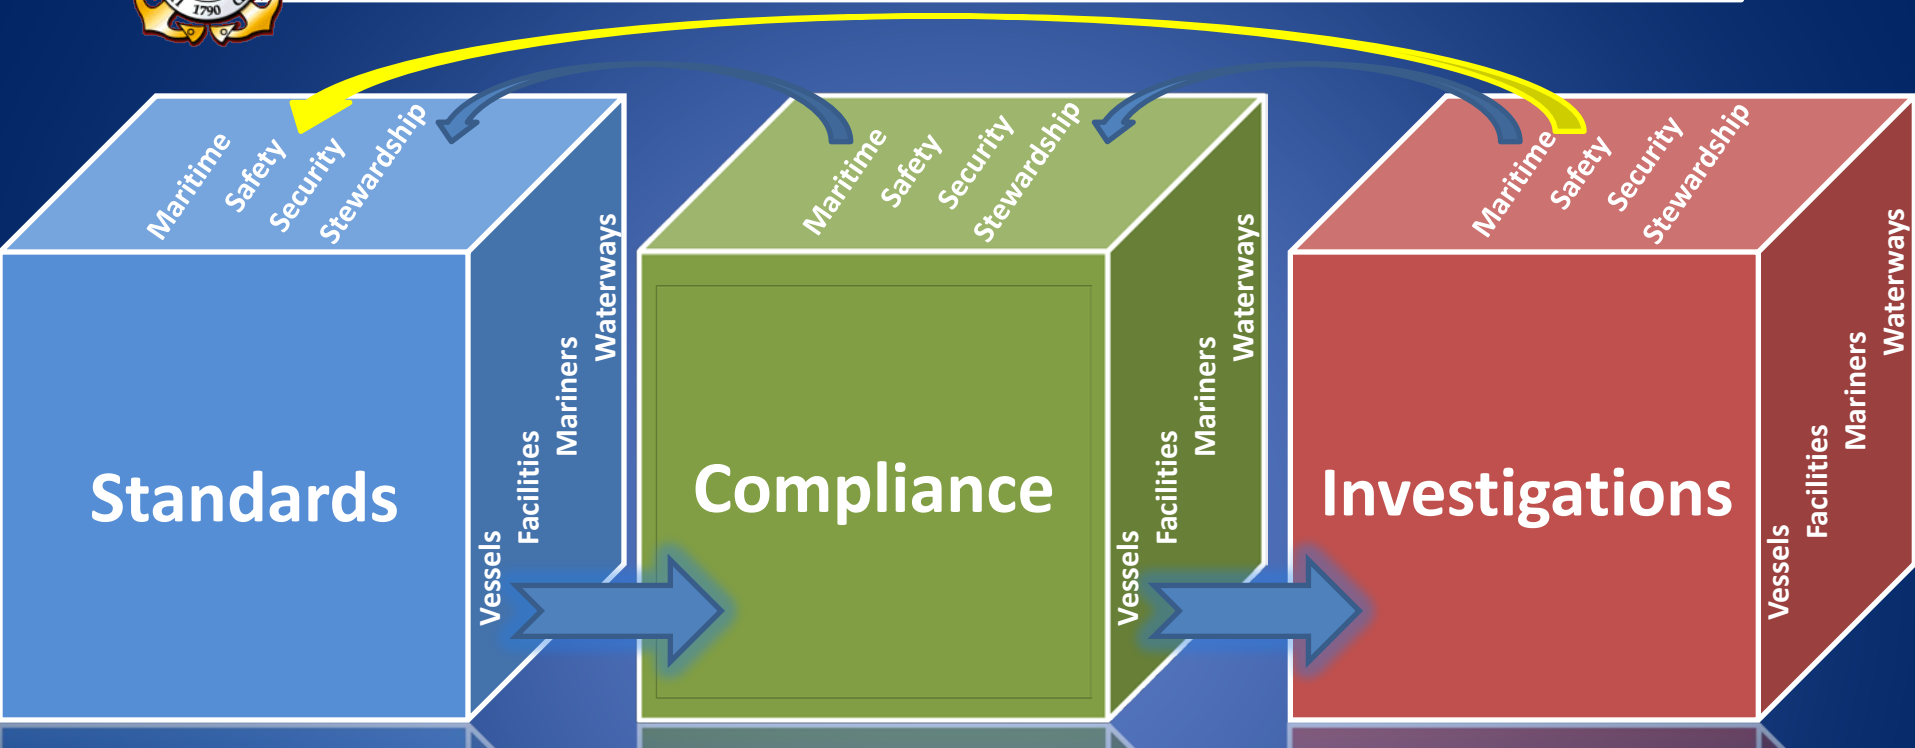 1790
Maritime
Safety
Security
Stewardship
Standards
Vessels
Facilities
Mariners
Waterways
Maritime
Safety
Security
Stewardship
Compliance
Vessels
Facilities
Mariners
Waterways
Maritime
Safety
Security
Stewardship
Investigations
Vessels
Facilities
Mariners
Waterways